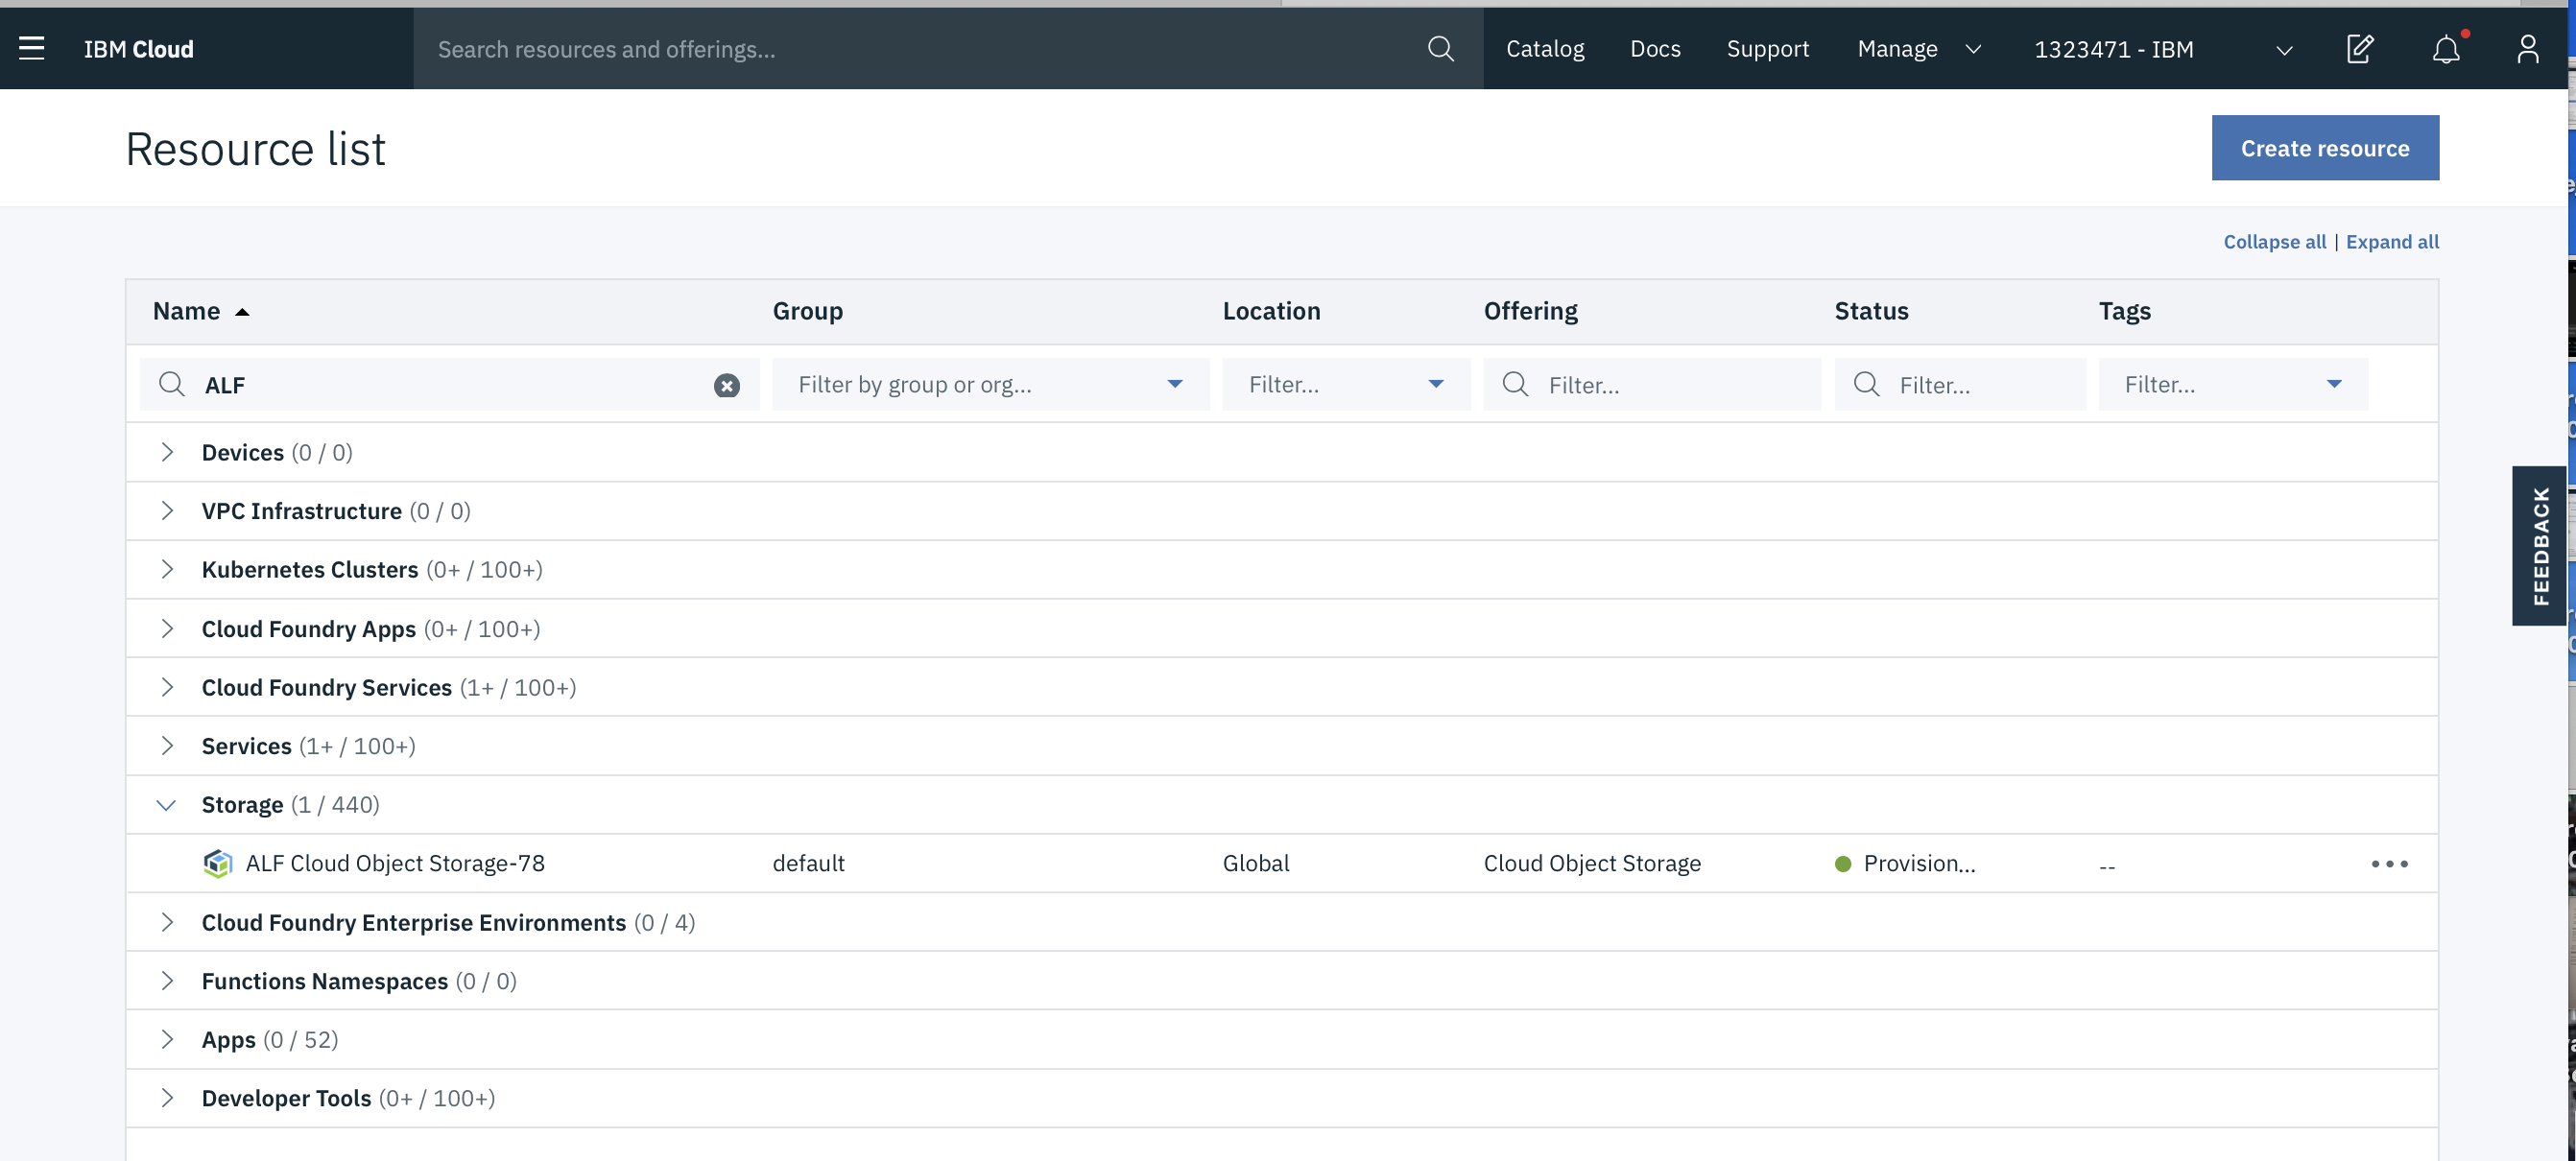 IBM Cloud Search resources and offerings... Catalog Docs Support Manage 1323471 - IBM
Resource list Create resource
Collapse all | Expand all
Name Group Location Offering Status Tags
ALF Filter by group or org... Filter... Filter... Filter... Filter...
Devices (0 / 0)
VPC Infrastructure (0 / 0)
Kubernetes Clusters (0+ / 100+)
Cloud Foundry Apps (0+ / 100+)
Cloud Foundry Services (1+ / 100+)
Services (1+ / 100+)
Storage (1 / 440)
ALF Cloud Object Storage-78 default Global Cloud Object Storage Provision... --
Cloud Foundry Enterprise Environments (0 / 4)
Functions Namespaces (0 / 0)
Apps (0 / 52)
Developer Tools (0+ / 100+)
FEEDBACK